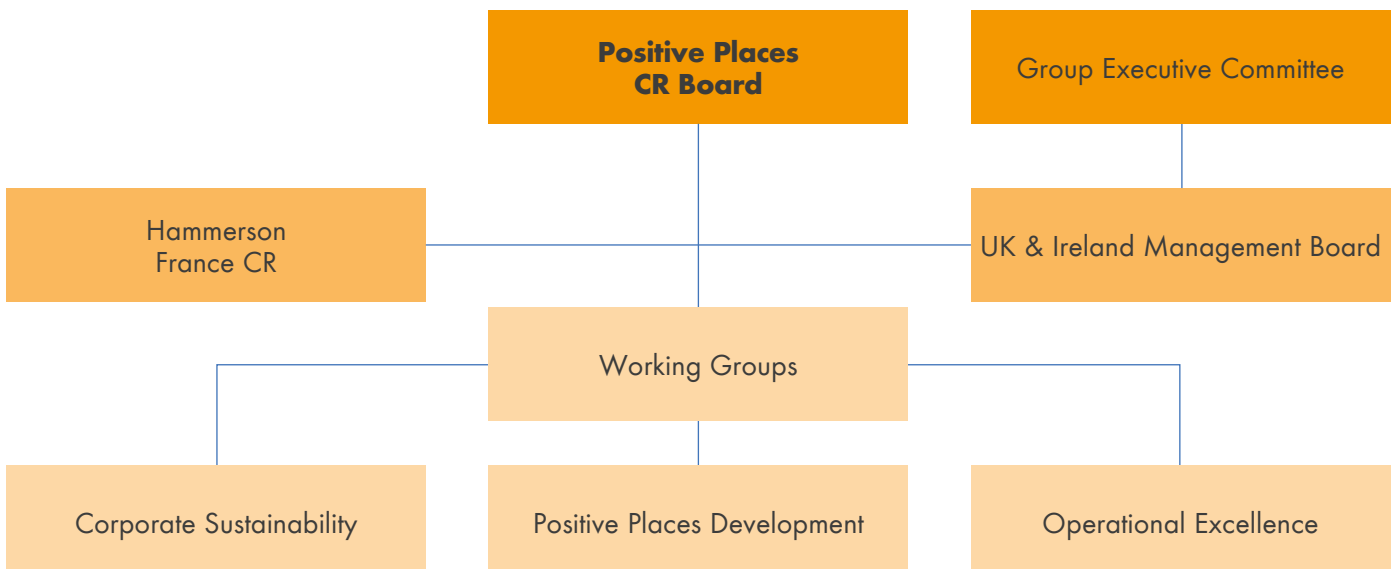 Positive Places
CR Board
Group Executive Committee
Hammerson
France CR
UK & Ireland Management Board
Working Groups
Corporate Sustainability
Positive Places Development
Operational Excellence